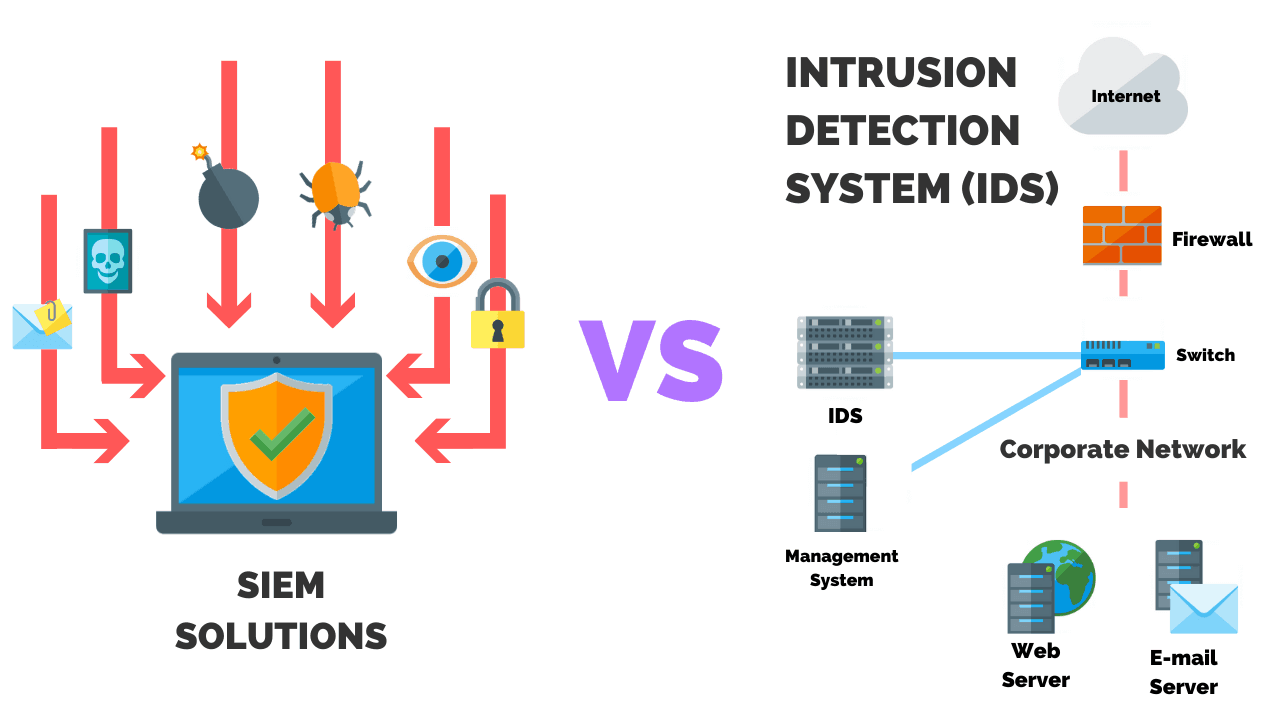 SIEM
SOLUTIONS
VS
INTRUSION
DETECTION
SYSTEM (IDS)
Internet
Firewall
Switch
IDS
Corporate Network
Management
System
Web
Server
E-mail
Server